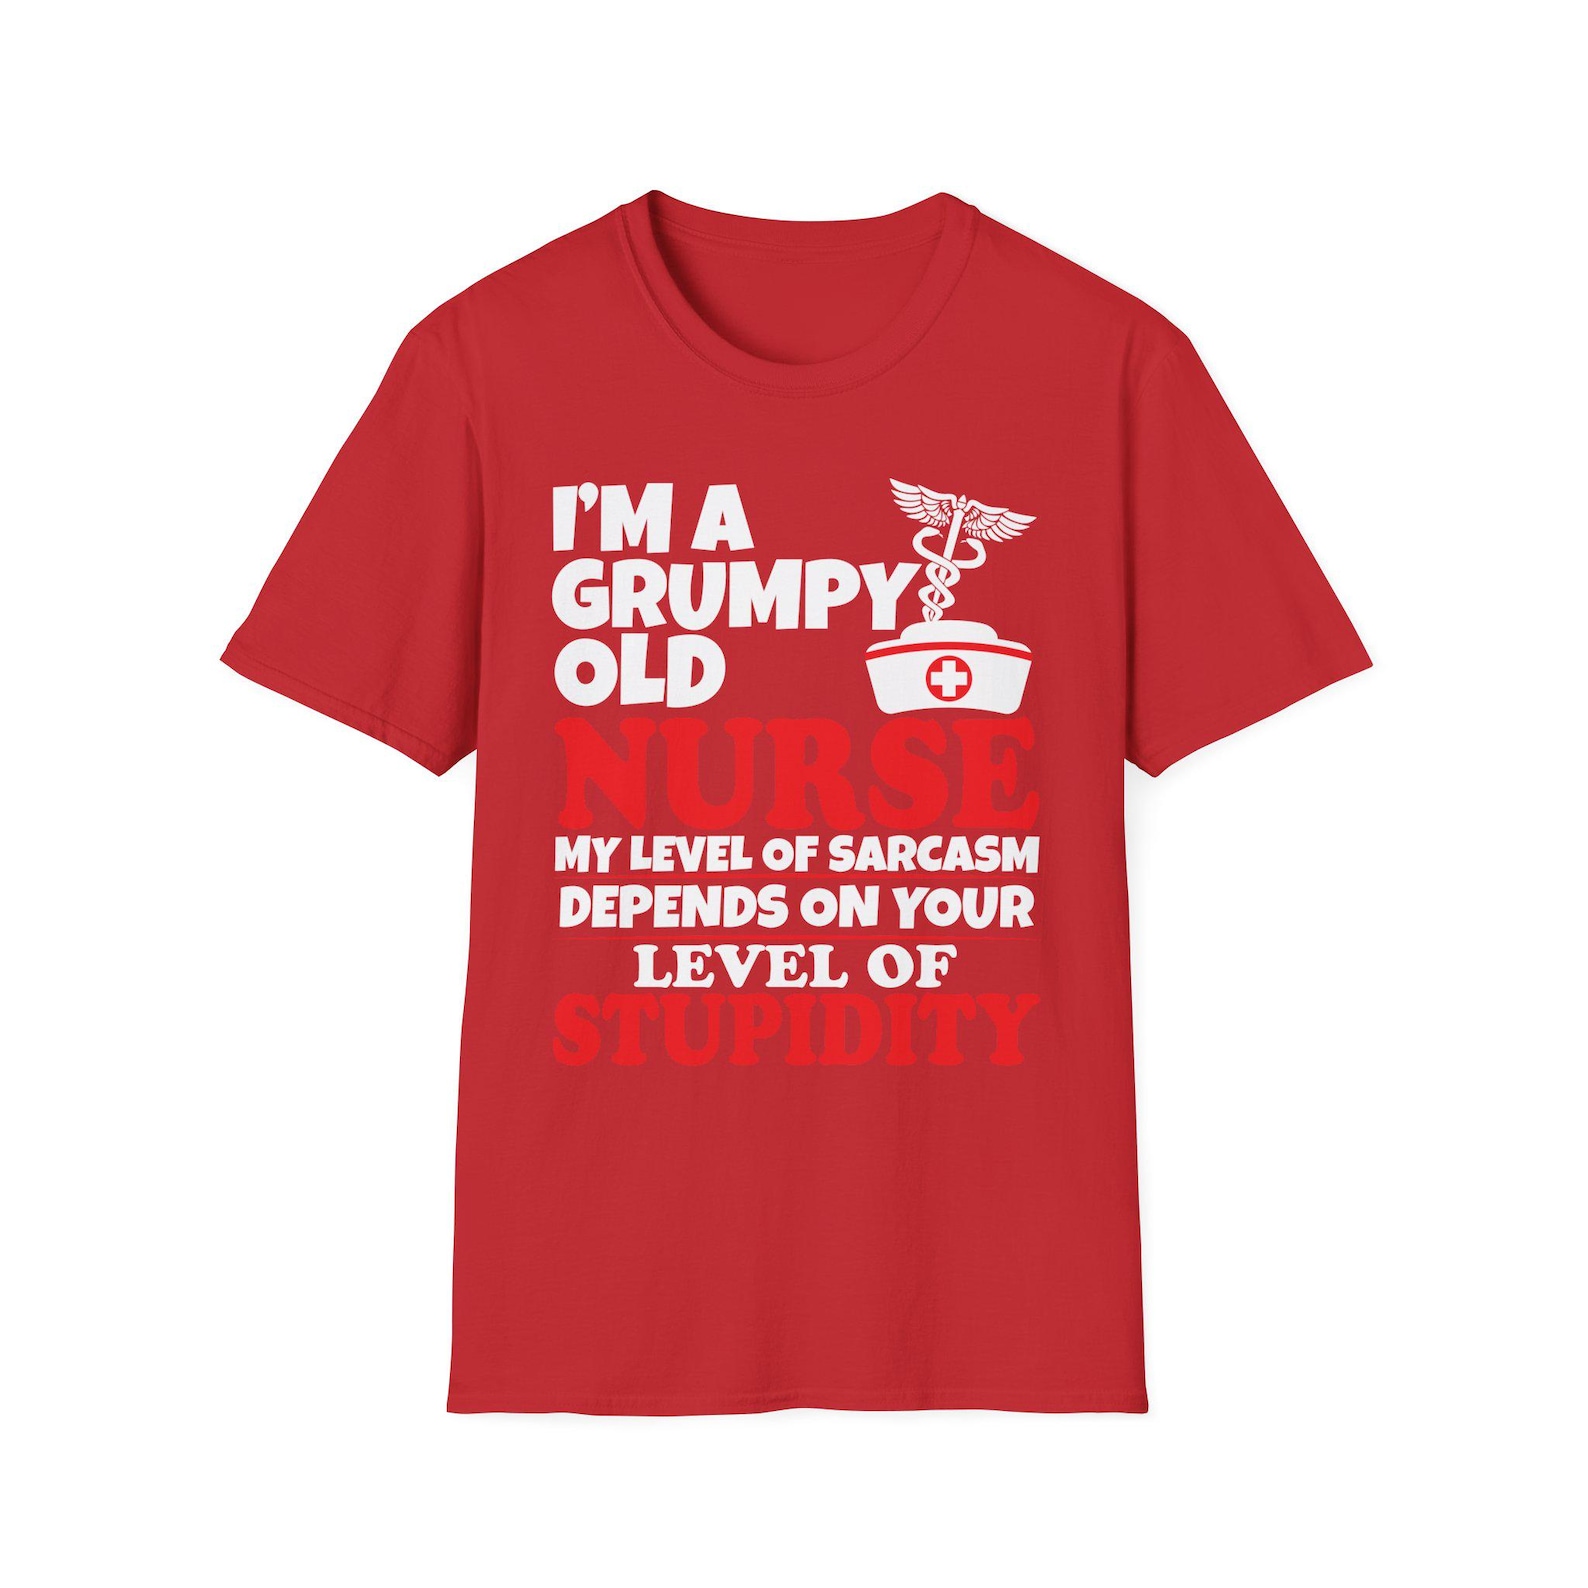 I'M A
GRUMPY
OLD
NURSE
MY LEVEL OF SARCASM
DEPENDS ON YOUR
LEVEL OF
STUPIDITY